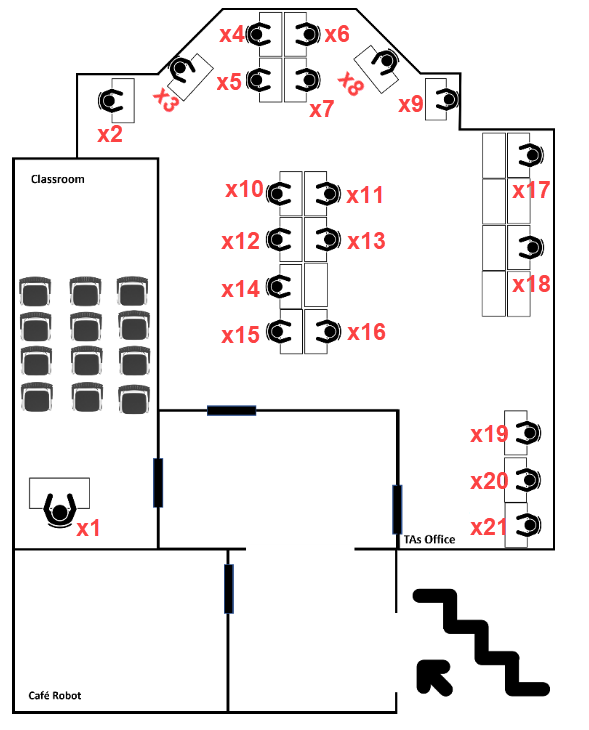 x4
x6
x3
x5
x8
x7
x2
x9
Classroom
x17
x10
x11
x12
x13
x14
x18
x15
x16
x19
x20
x1
x21
TAs Office
Café Robot